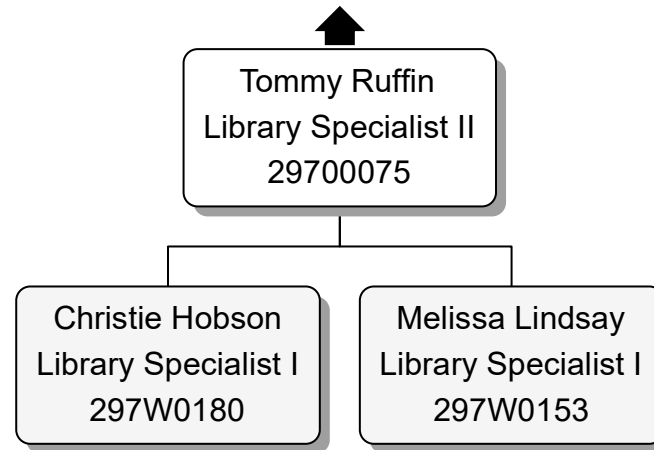 Tommy Ruffin
Library Specialist II
29700075
Christie Hobson
Library Specialist I
297W0180
Melissa Lindsay
Library Specialist I
297W0153